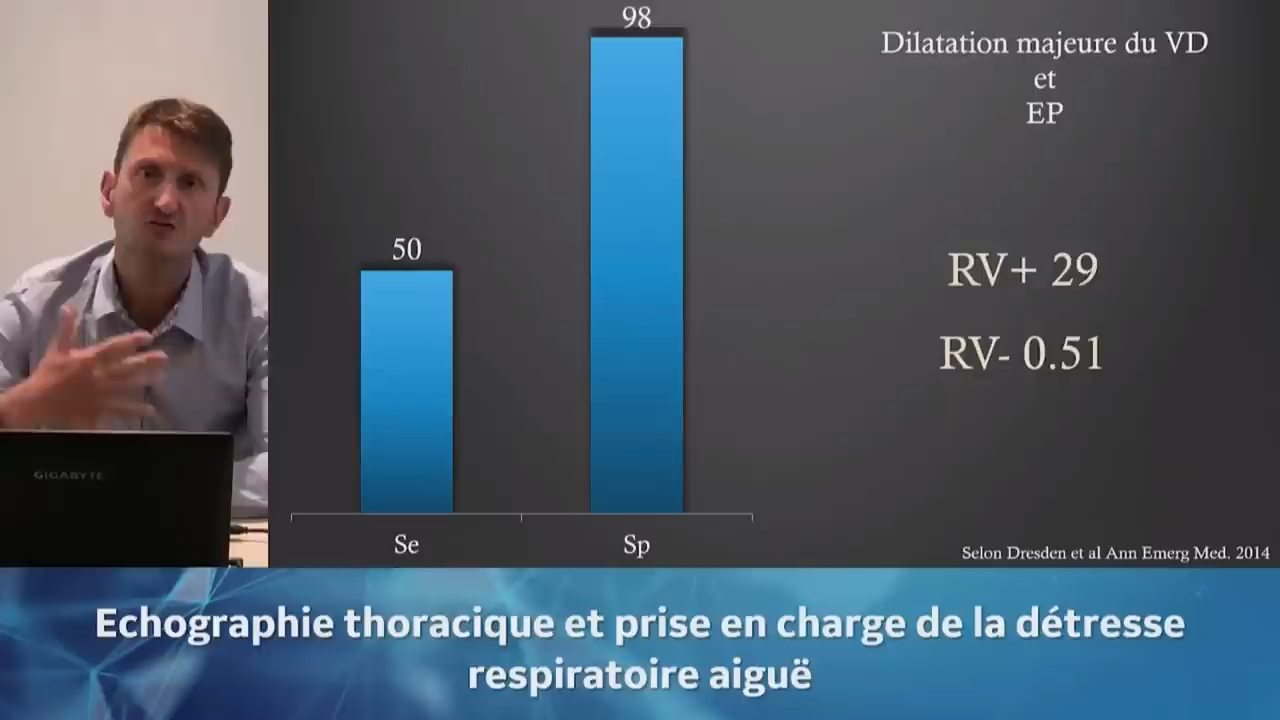 98
50
Se
Sp
Dilatation majeure du VD
et
EP
RV+ 29
RV- 0.51
Selon Dresden et al Ann Emerg Med. 2014
GIGABYTE
Echographie thoracique et prise en charge de la détresse
respiratoire aiguë